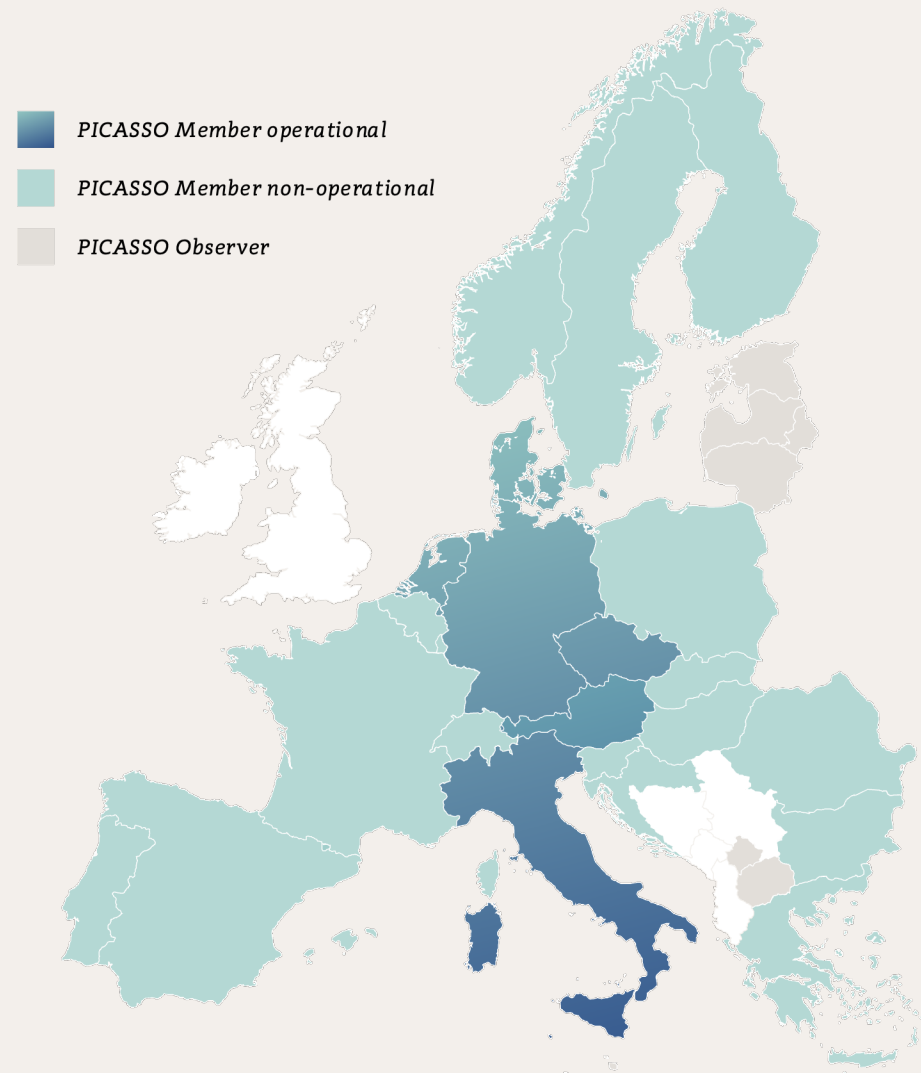 PICASSO Member operational
PICASSO Member non-operational
PICASSO Observer